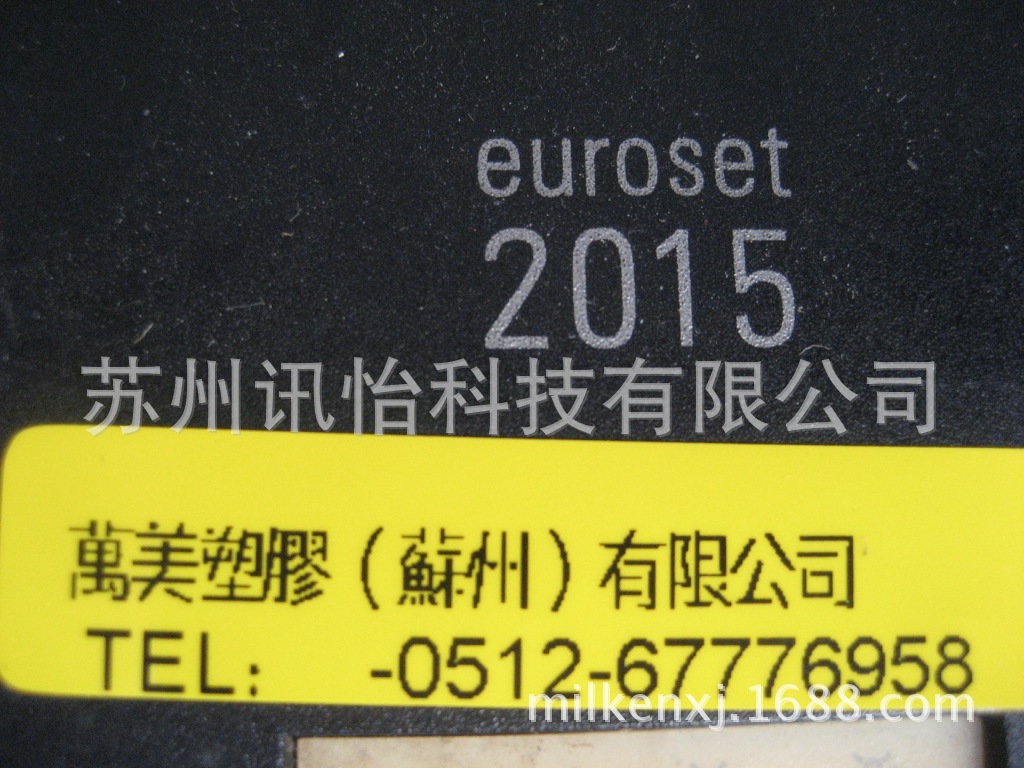 euroset
2015
苏州讯怡科技有限公司
萬美塑膠（蘇州）有限公司
TEL： -0512-67776958
milkenxj.1688.com